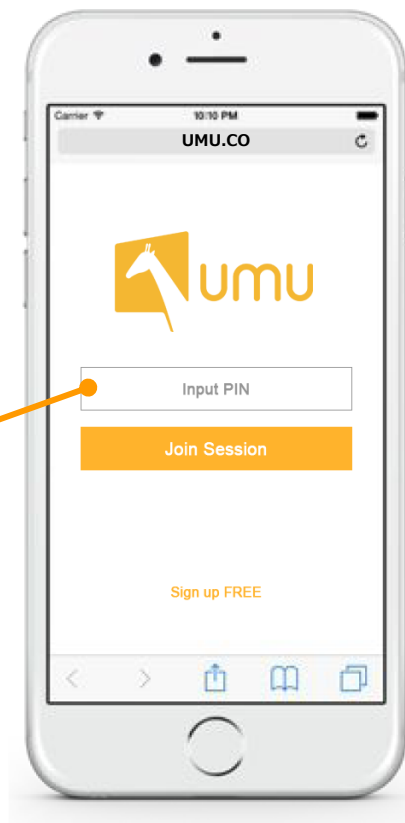 Carrier 10:10 PM
UMU.CO
umu
Input PIN
Join Session
Sign up FREE